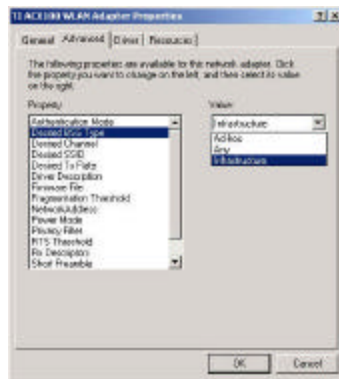 TI ACX100 WLAN Adapter Properties
General Advanced Driver Resources
The following properties are available for this network adapter. Click
the property you want to change on the left, and then select its value
on the right.
Property:
Value:
Authentication Mode
Desired BSS Type
Desired Channel
Desired SSID
Desired Tx Rate
Driver Description
Firmware File
Fragmentation Threshold
NetworkAddress
Power Mode
Privacy Filter
RTS Threshold
Rx Descriptors
Short Preamble
Infrastructure
Ad-Hoc
Any
Infrastructure
OK Cancel